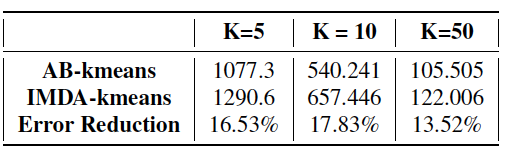 K=5 K = 10 K=50
AB-kmeans 1077.3 540.241 105.505
IMDA-kmeans 1290.6 657.446 122.006
Error Reduction 16.53% 17.83% 13.52%